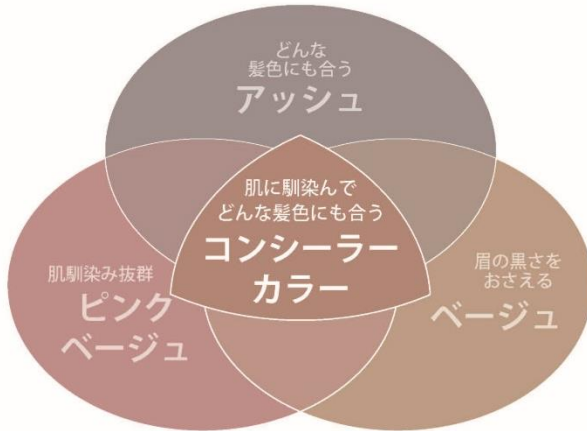 どんな
髪色にも合う
アッシュ
肌に馴染んで
どんな髪色にも合う
コンシーラー
カラー
肌馴染み抜群
ピンク
ベージュ
眉の黒さを
おさえる
ベージュ